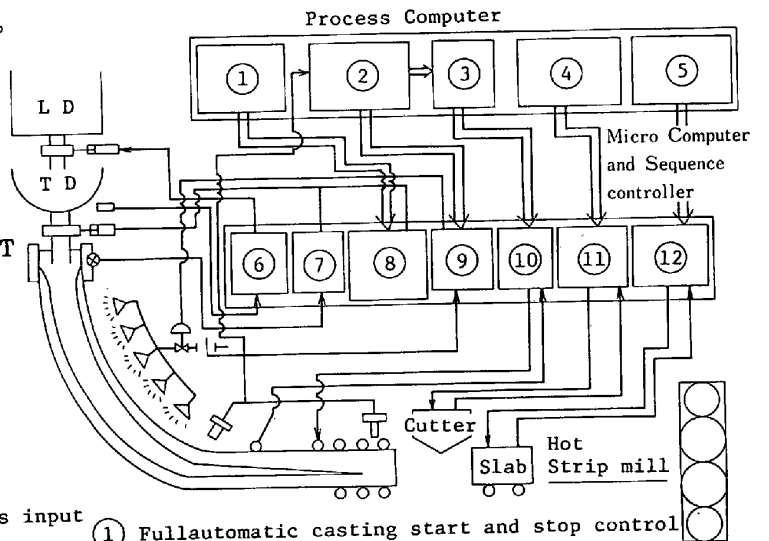 Process Computer
① ② ③ ④ ⑤
L D
Micro Computer
and Sequence
controller
T D
T
⑥ ⑦ ⑧ ⑨ ⑩ ⑪ ⑫
Cutter
Slab
Hot
Strip mill
s input
① Fullautomatic casting start and stop control